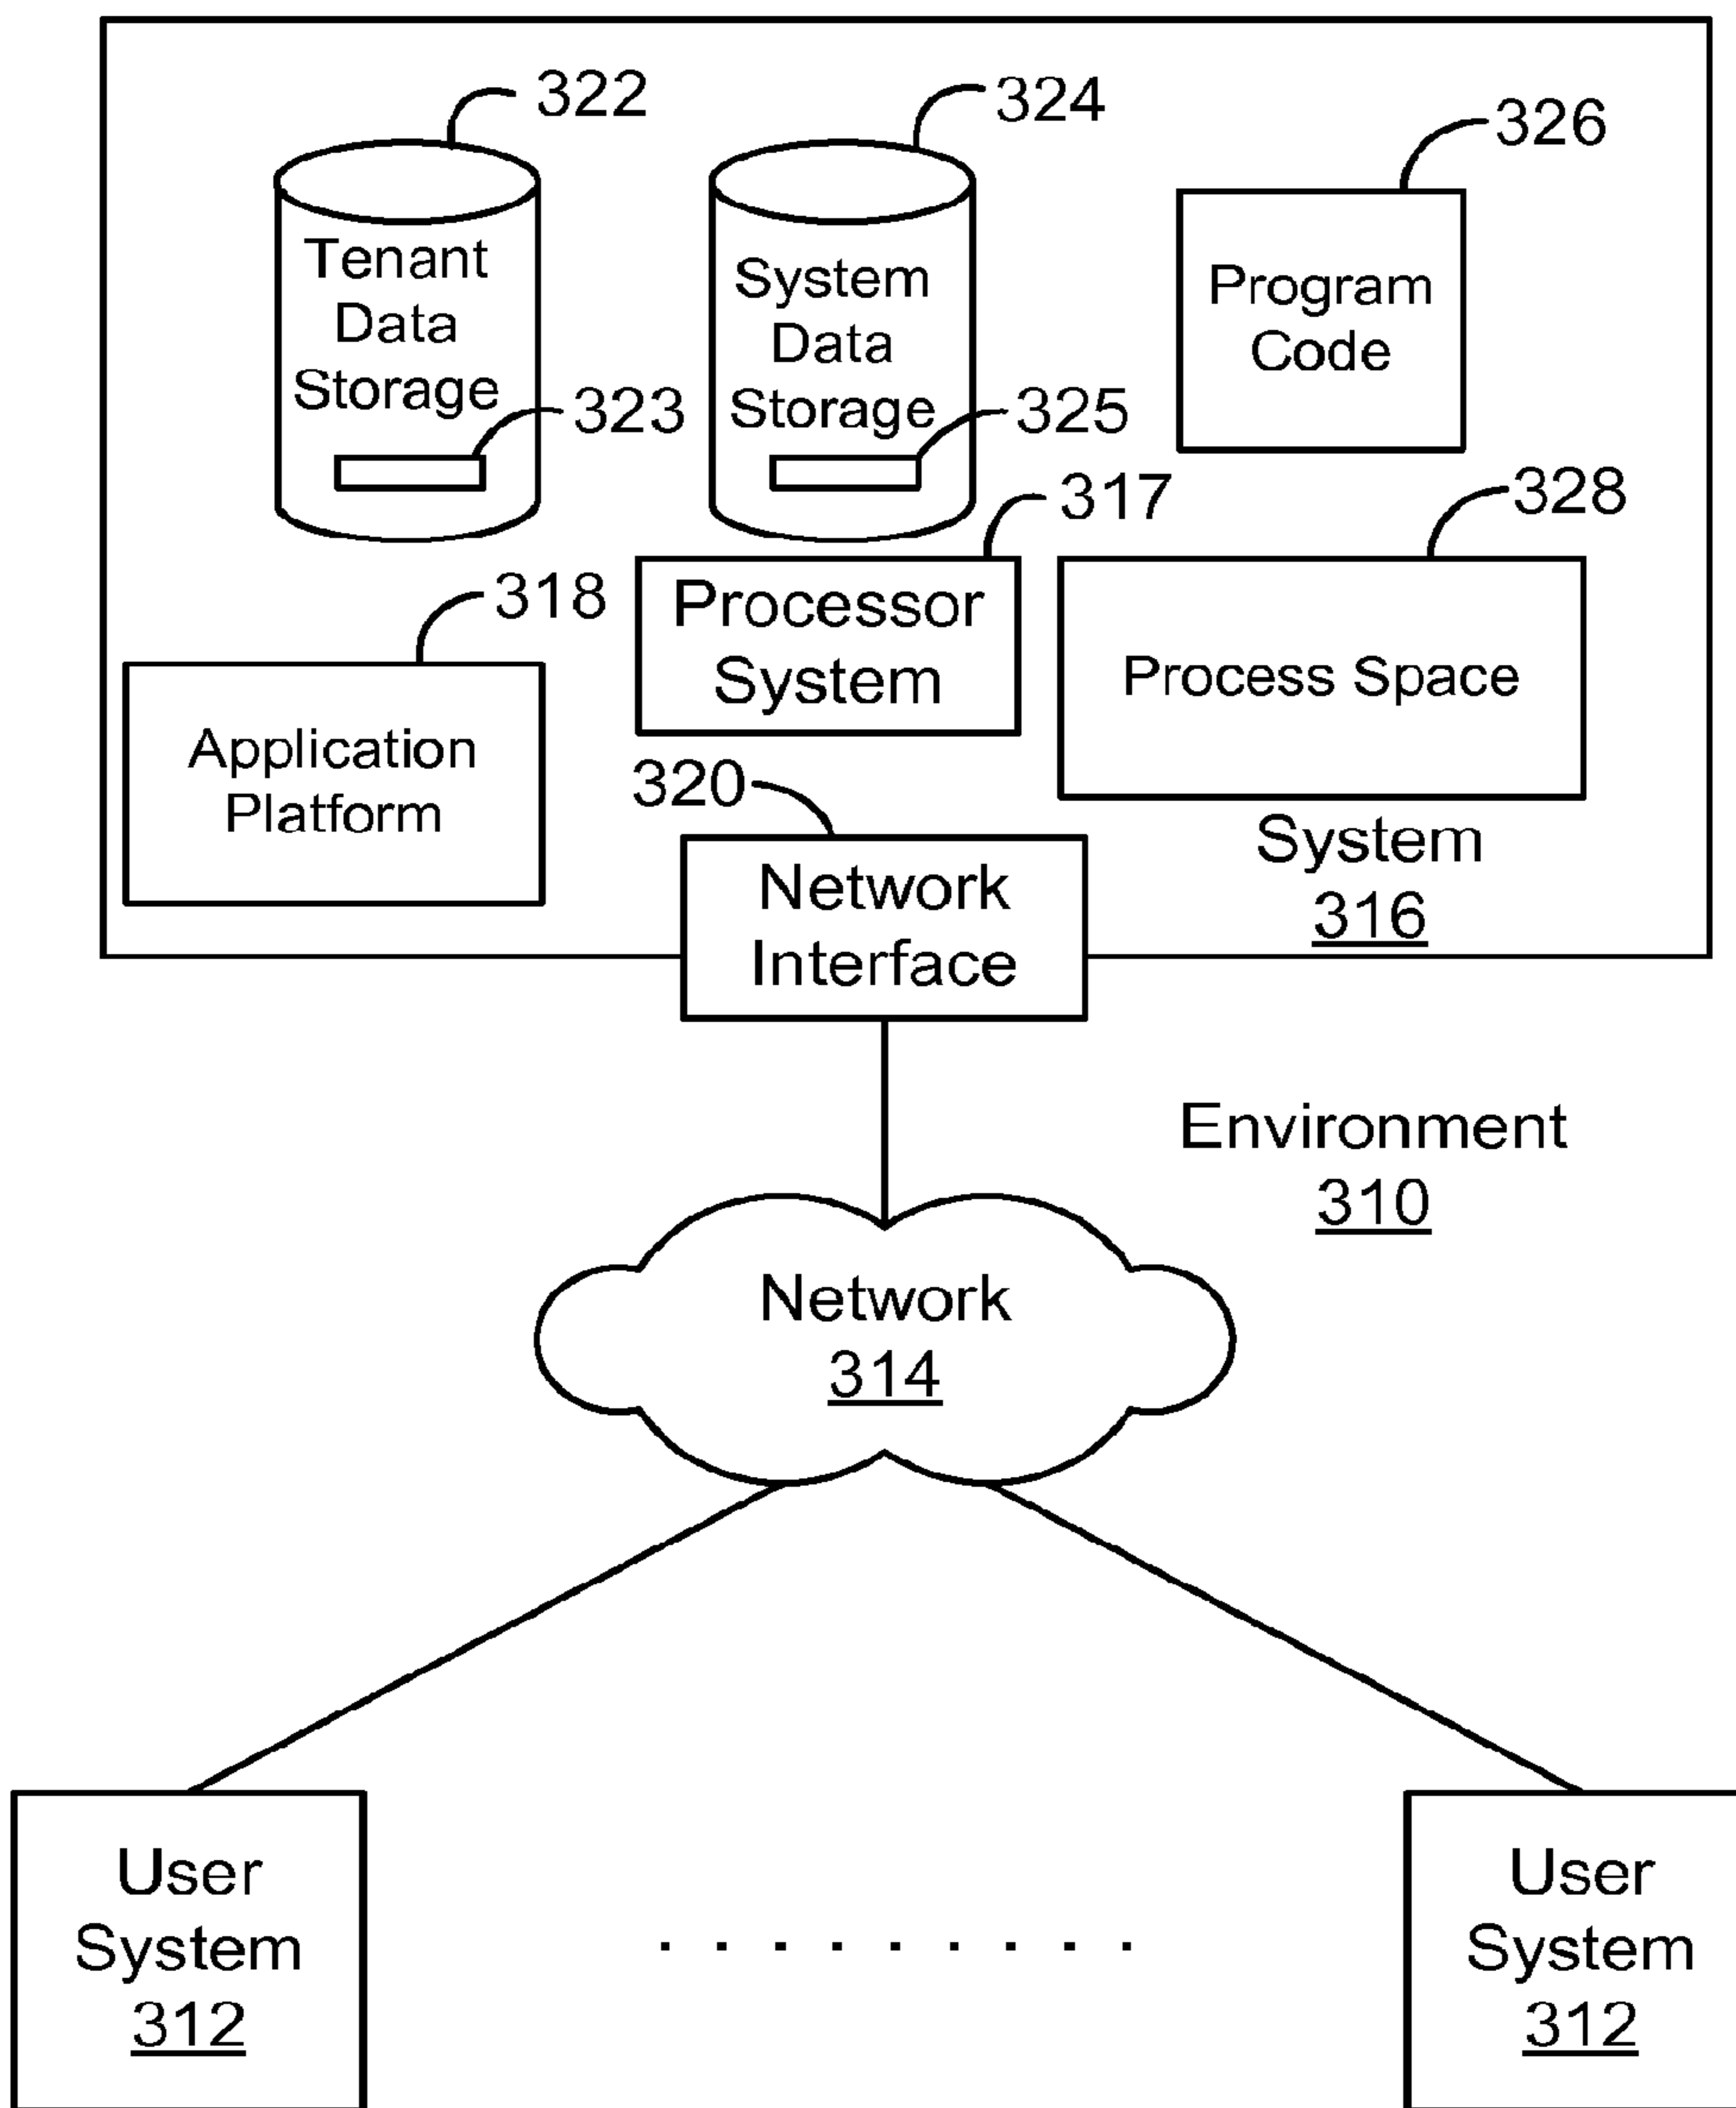 322
324
326
Tenant
Data
Storage
System
Data
Storage
Program
Code
323
325
317
328
318
Processor
System
Process Space
Application
Platform
320
System
316
Network
Interface
Environment
310
Network
314
User
System
312
. . . . . . . . .
User
System
312